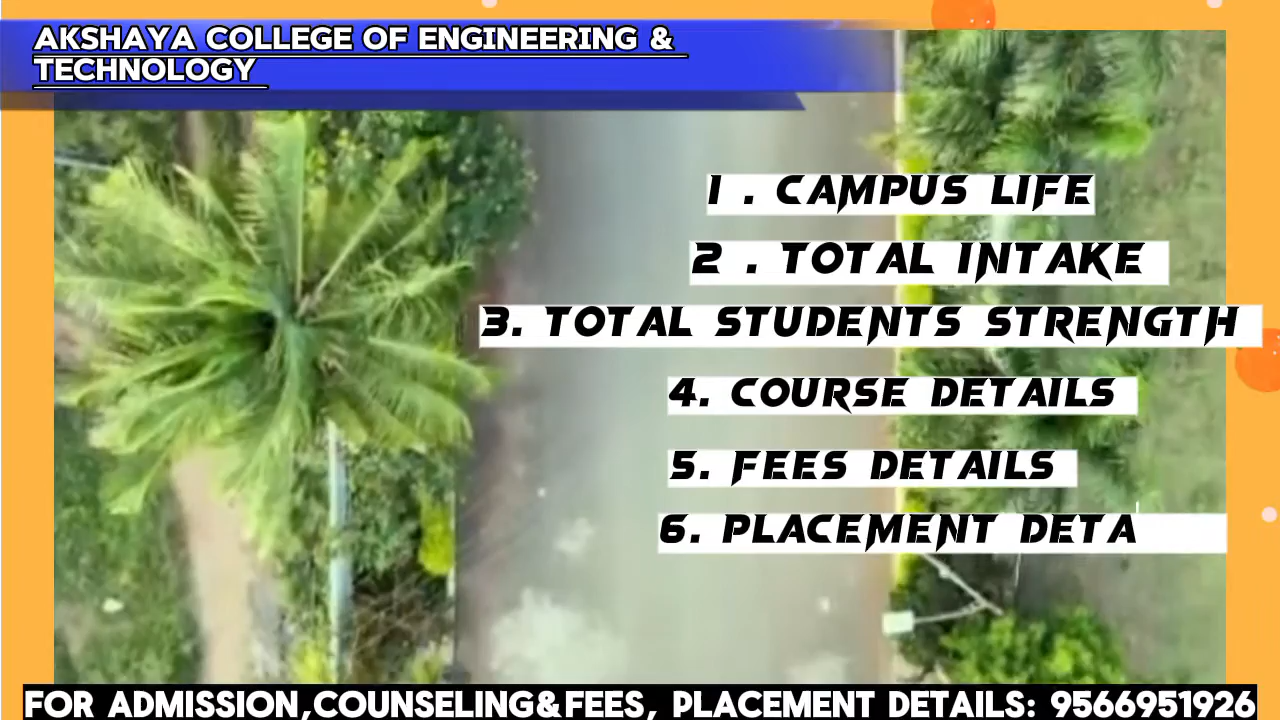 AKSHAYA COLLEGE OF ENGINEERING &
TECHNOLOGY
1 . CAMPUS LIFE
2 . TOTAL INTAKE
3. TOTAL STUDENTS STRENGTH
4. COURSE DETAILS
5. FEES DETAILS
6. PLACEMENT DETA
FOR ADMISSION,COUNSELING&FEES, PLACEMENT DETAILS: 9566951926